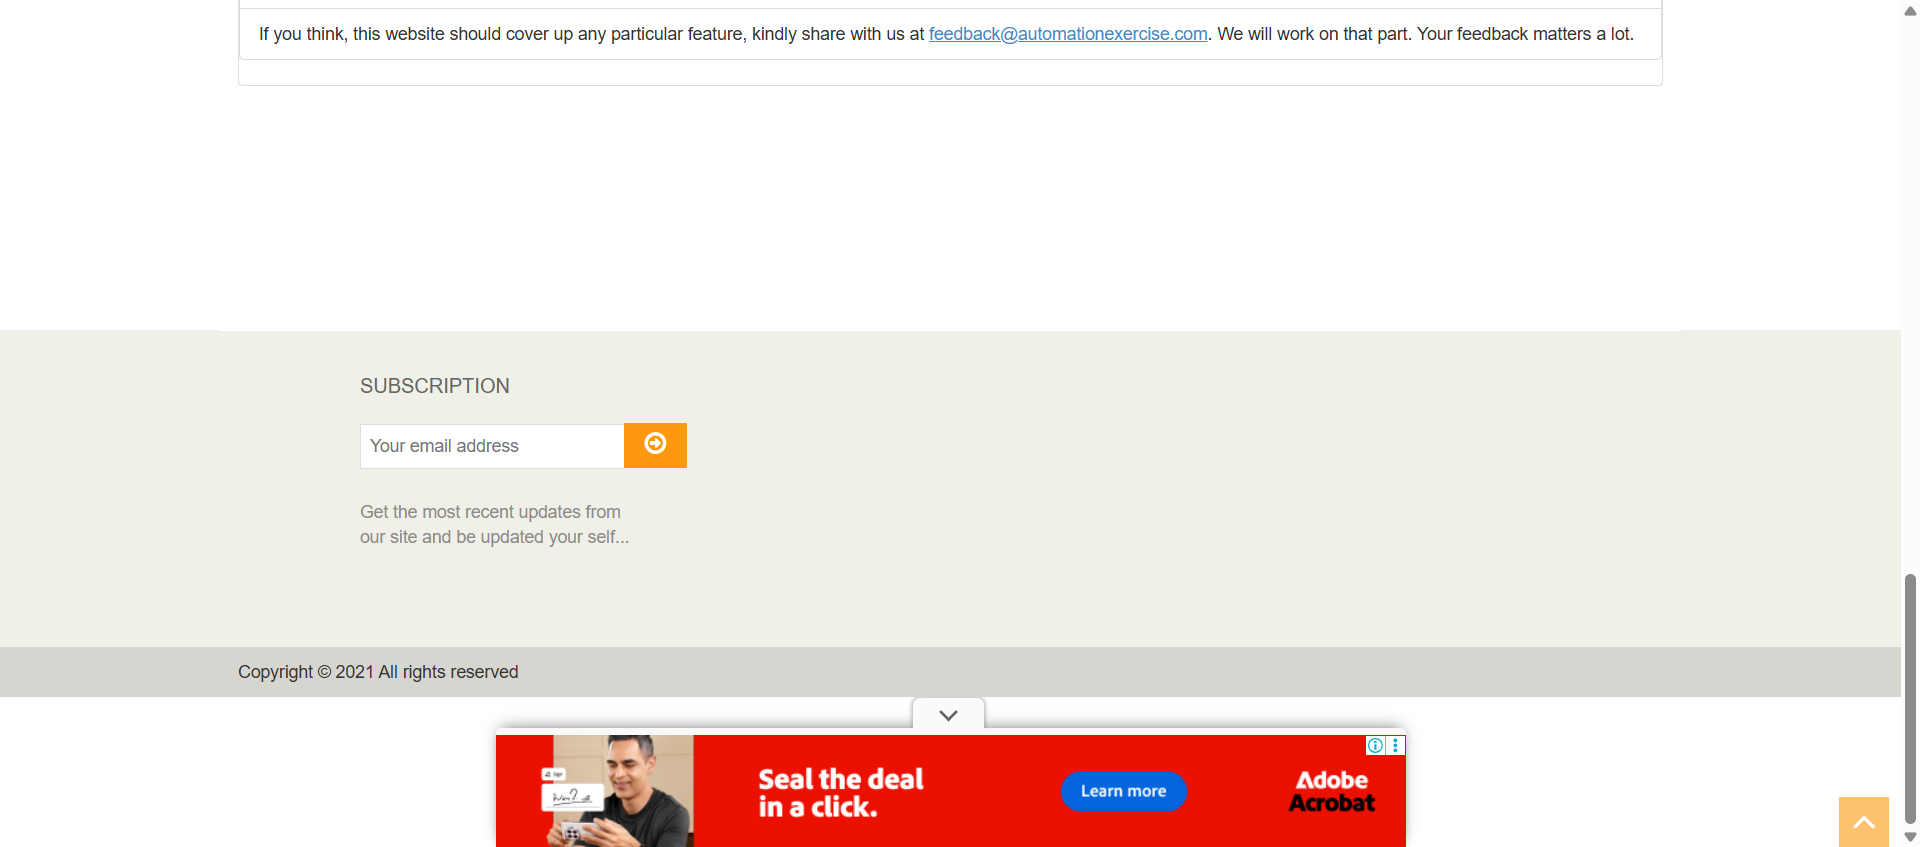 If you think, this website should cover up any particular feature, kindly share with us at feedback@automationexercise.com. We will work on that part. Your feedback matters a lot.
SUBSCRIPTION
Your email address
Get the most recent updates from
our site and be updated your self...
Copyright © 2021 All rights reserved
Sign
Seal the deal
in a click.
Learn more
Adobe
Acrobat